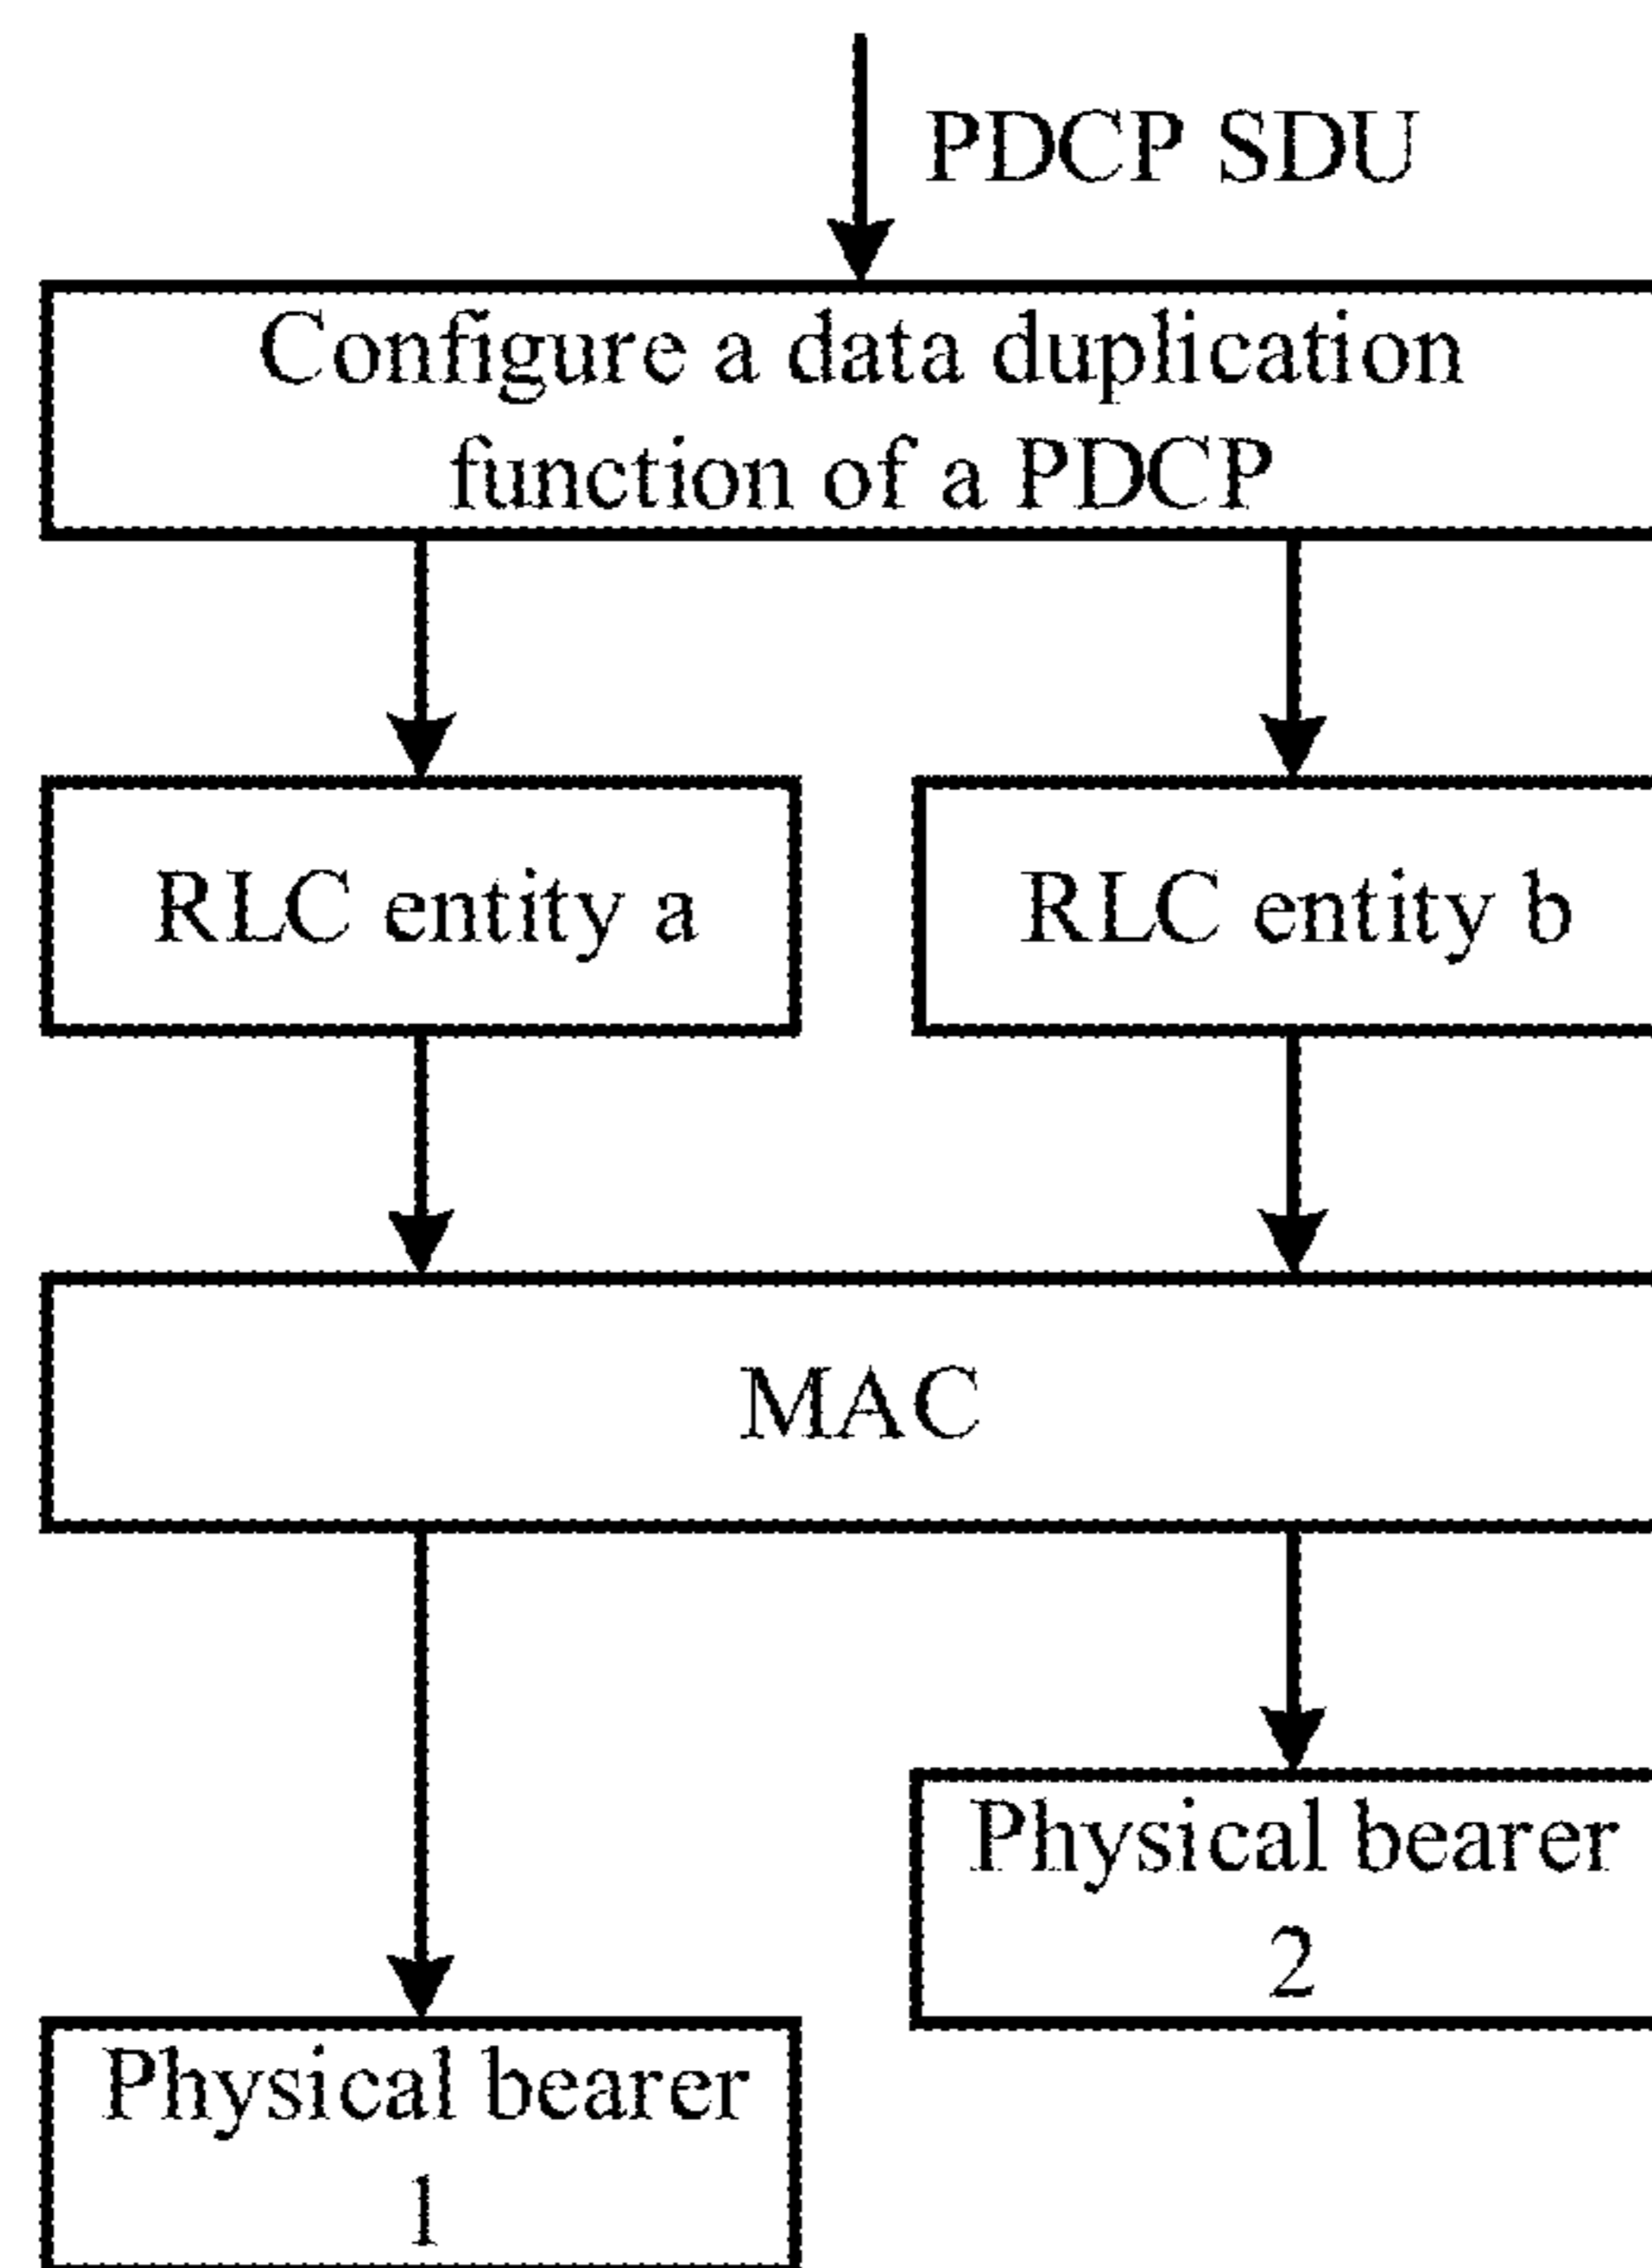 PDCP SDU
Configure a data duplication
function of a PDCP
RLC entity a
RLC entity b
MAC
Physical bearer
2
Physical bearer
1